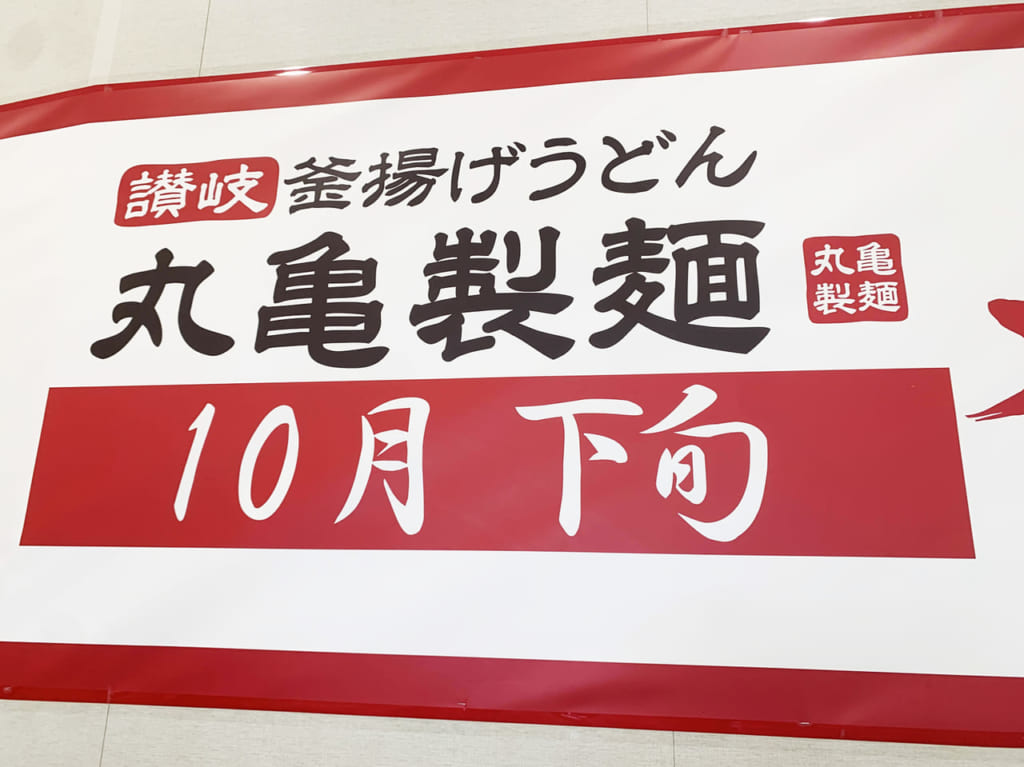 讃岐 釜揚げうどん
丸亀製麺
丸亀
製麺
10月 下旬